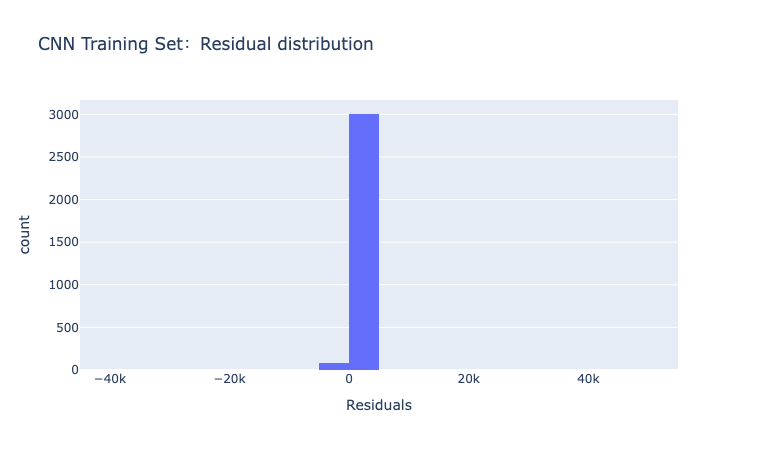 CNN Training Set: Residual distribution
3000
2500
2000
1500
1000
500
0
count
−40k
−20k
0
20k
40k
Residuals